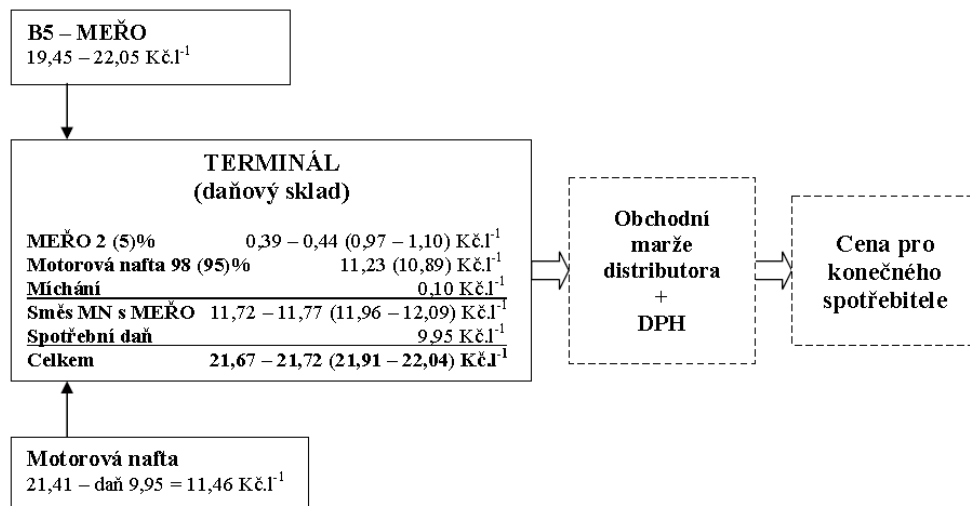 B5 – MEŘO
19,45 – 22,05 Kč.l⁻¹
TERMINÁL
(daňový sklad)
MEŘO 2 (5)% 0,39 – 0,44 (0,97 – 1,10) Kč.l⁻¹
Motorová nafta 98 (95)% 11,23 (10,89) Kč.l⁻¹
Míchání 0,10 Kč.l⁻¹
Směs MN s MEŘO 11,72 – 11,77 (11,96 – 12,09) Kč.l⁻¹
Spotřební daň 9,95 Kč.l⁻¹
Celkem 21,67 – 21,72 (21,91 – 22,04) Kč.l⁻¹
Obchodní
marže
distributora
+
DPH
Cena pro
konečného
spotřebitele
Motorová nafta
21,41 – daň 9,95 = 11,46 Kč.l⁻¹